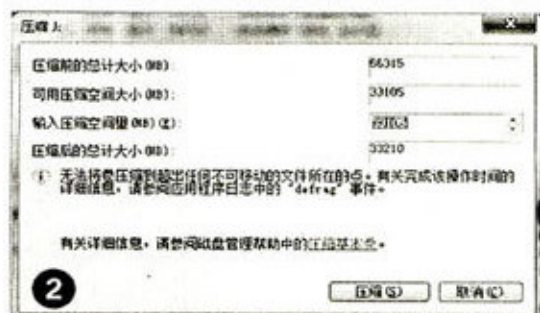 压缩
压缩前的总计大小(MB):
66315
可用压缩空间大小(MB):
33105
输入压缩空间量(MB)(E):
压缩后的总计大小(MB):
33210
无法将卷压缩到超出任何不可移动的文件所在的点。有关完成该操作时间的
详细信息，请参阅应用程序日志中的 "defrag" 事件。
有关详细信息，请参阅磁盘管理帮助中的压缩基本卷。
2
压缩(S)
取消(C)